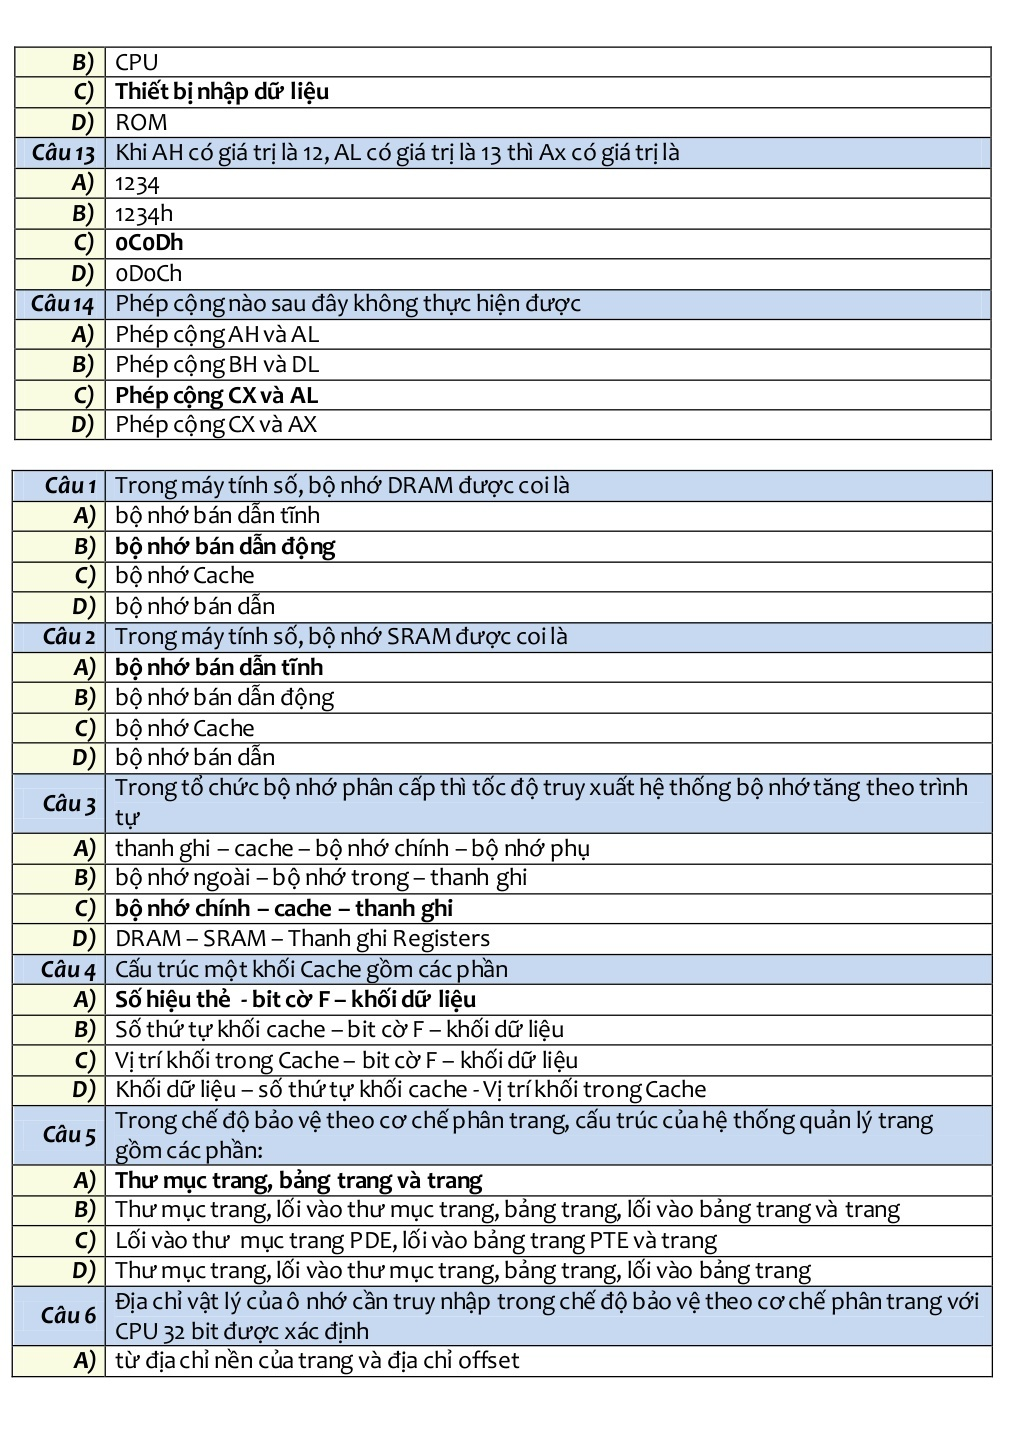 B) CPU
C) Thiết bị nhập dữ liệu
D) ROM
Câu 13 Khi AH có giá trị là 12, AL có giá trị là 13 thì Ax có giá trị là
A) 1234
B) 1234h
C) 0C0Dh
D) 0D0Ch
Câu 14 Phép cộng nào sau đây không thực hiện được
A) Phép cộng AH và AL
B) Phép cộng BH và DL
C) Phép cộng CX và AL
D) Phép cộng CX và AX
Câu 1 Trong máy tính số, bộ nhớ DRAM được coi là
A) bộ nhớ bán dẫn tĩnh
B) bộ nhớ bán dẫn động
C) bộ nhớ Cache
D) bộ nhớ bán dẫn
Câu 2 Trong máy tính số, bộ nhớ SRAM được coi là
A) bộ nhớ bán dẫn tĩnh
B) bộ nhớ bán dẫn động
C) bộ nhớ Cache
D) bộ nhớ bán dẫn
Câu 3 Trong tổ chức bộ nhớ phân cấp thì tốc độ truy xuất hệ thống bộ nhớ tăng theo trình
tự
A) thanh ghi – cache – bộ nhớ chính – bộ nhớ phụ
B) bộ nhớ ngoài – bộ nhớ trong – thanh ghi
C) bộ nhớ chính – cache – thanh ghi
D) DRAM – SRAM – Thanh ghi Registers
Câu 4 Cấu trúc một khối Cache gồm các phần
A) Số hiệu thẻ - bit cờ F – khối dữ liệu
B) Số thứ tự khối cache – bit cờ F – khối dữ liệu
C) Vị trí khối trong Cache – bit cờ F – khối dữ liệu
D) Khối dữ liệu – số thứ tự khối cache - Vị trí khối trong Cache
Câu 5 Trong chế độ bảo vệ theo cơ chế phân trang, cấu trúc của hệ thống quản lý trang
gồm các phần:
A) Thư mục trang, bảng trang và trang
B) Thư mục trang, lối vào thư mục trang, bảng trang, lối vào bảng trang và trang
C) Lối vào thư mục trang PDE, lối vào bảng trang PTE và trang
D) Thư mục trang, lối vào thư mục trang, bảng trang, lối vào bảng trang
Câu 6 Địa chỉ vật lý của ô nhớ cần truy nhập trong chế độ bảo vệ theo cơ chế phân trang với
CPU 32 bit được xác định
A) từ địa chỉ nền của trang và địa chỉ offset